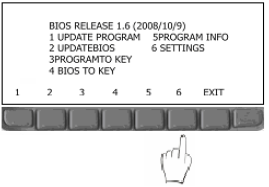 BIOS RELEASE 1.6 (2008/10/9)
1 UPDATE PROGRAM 5PROGRAM INFO
2 UPDATEBIOS 6 SETTINGS
3PROGRAMTO KEY
4 BIOS TO KEY
1 2 3 4 5 6 EXIT